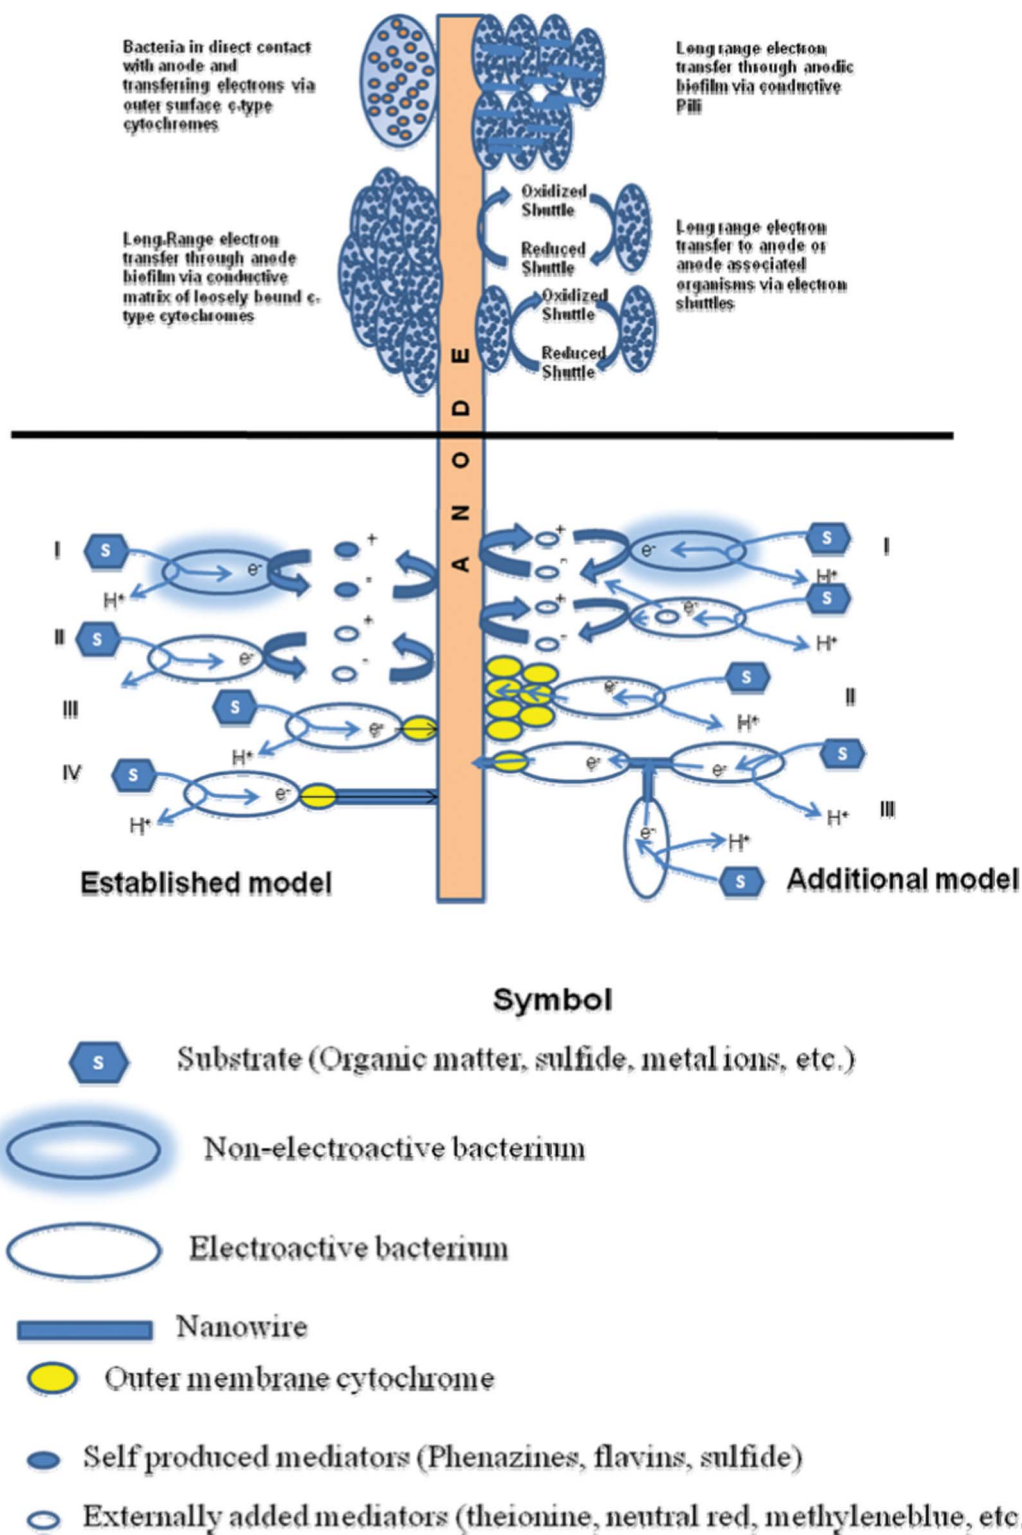 Bacteria in direct contact
with anode and
transferring electrons via
outer surface c-type
cytochromes
Long range electron
transfer through anodic
biofilm via conductive
Pili
Long-Range electron
transfer through anode
biofilm via conductive
matrix of loosely bound c-
type cytochromes
Oxidized
Shuttle
Reduced
Shuttle
Oxidized
Shuttle
Reduced
Shuttle
Long range electron
transfer to anode or
anode associated
organisms via electron
shuttles
ANODE
I
S
e-
H+
+
-
II
S
e-
+
-
III
S
e-
H+
IV
S
e-
H+
Established model
+
-
e-
S
H+
I
+
-
e-
S
H+
e-
S
H+
II
e-
e-
S
H+
III
e-
H+
S
Additional model
Symbol
S Substrate (Organic matter, sulfide, metal ions, etc.)
Non-electroactive bacterium
Electroactive bacterium
Nanowire
Outer membrane cytochrome
Self produced mediators (Phenazines, flavins, sulfide)
Externally added mediators (theionine, neutral red, methyleneblue, etc